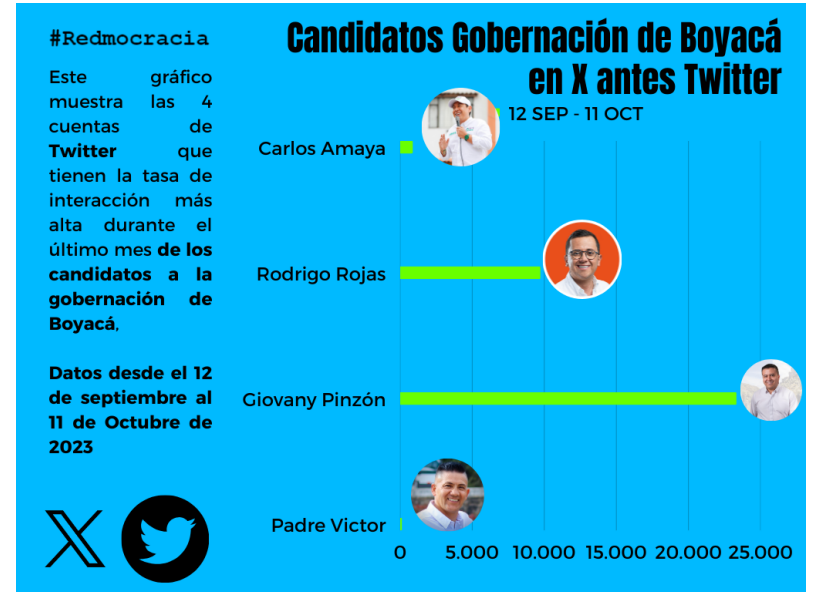 #Redmocracia
Este gráfico
muestra las 4
cuentas de
Twitter que
tienen la tasa de
interacción más
alta durante el
último mes de los
candidatos a la
gobernación de
Boyacá,
Datos desde el 12
de septiembre al
11 de Octubre de
2023
Candidatos Gobernación de Boyacá
en X antes Twitter
12 SEP - 11 OCT
Carlos Amaya
Rodrigo Rojas
Giovany Pinzón
Padre Victor
0 5.000 10.000 15.000 20.000 25.000